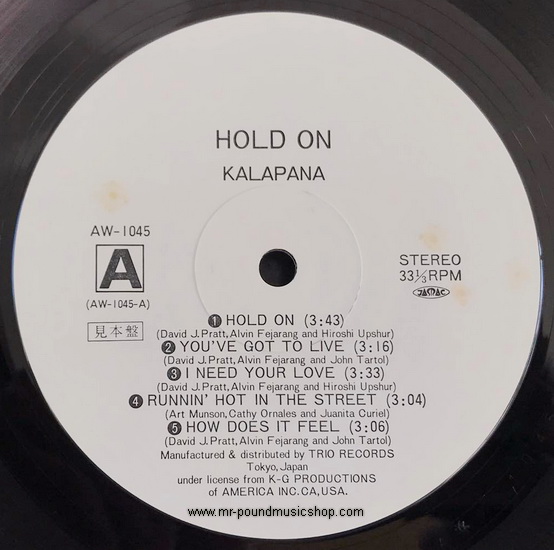 HOLD ON
KALAPANA
AW-1045
A
(AW-1045-A)
見本盤
STEREO
33⅓RPM
JASRAC
❶ HOLD ON (3:43)
(David J.Pratt, Alvin Fejarang and Hiroshi Upshur)
❷ YOU'VE GOT TO LIVE (3:16)
(David J.Pratt, Alvin Fejarang and John Tartol)
❸ I NEED YOUR LOVE (3:33)
(David J.Pratt, Alvin Fejarang and Hiroshi Upshur)
❹ RUNNIN' HOT IN THE STREET (3:04)
(Art Munson, Cathy Ornales and Juanita Curiel)
❺ HOW DOES IT FEEL (3:06)
(David J.Pratt, Alvin Fejarang and John Tartol)
Manufactured & distributed by TRIO RECORDS
Tokyo, Japan
under license from K-G PRODUCTIONS
of AMERICA INC. CA, USA.
www.mr-poundmusicshop.com